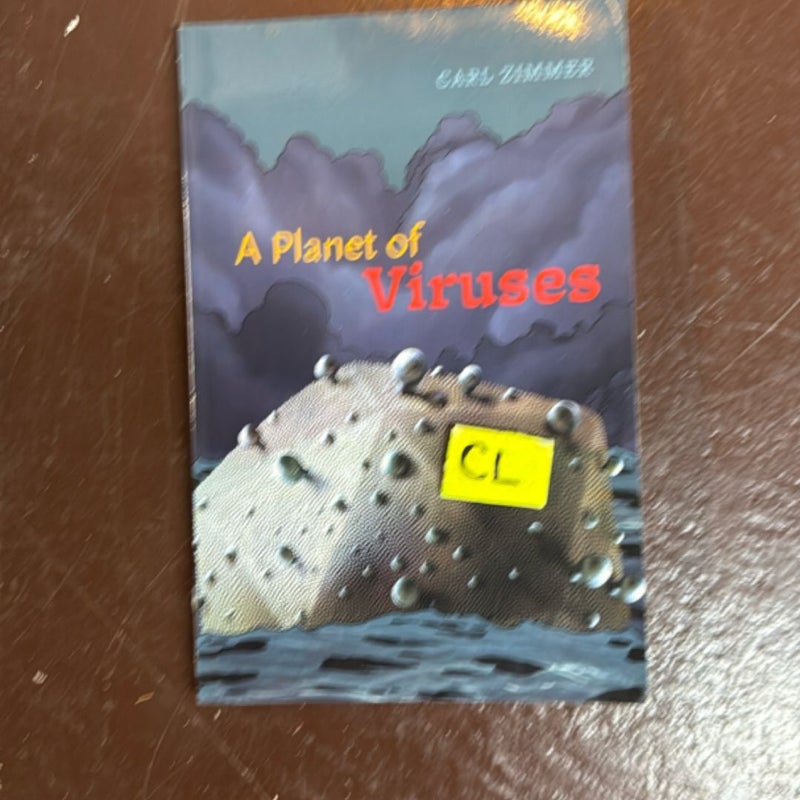 CARL ZIMMER
A Planet of
Viruses
CL